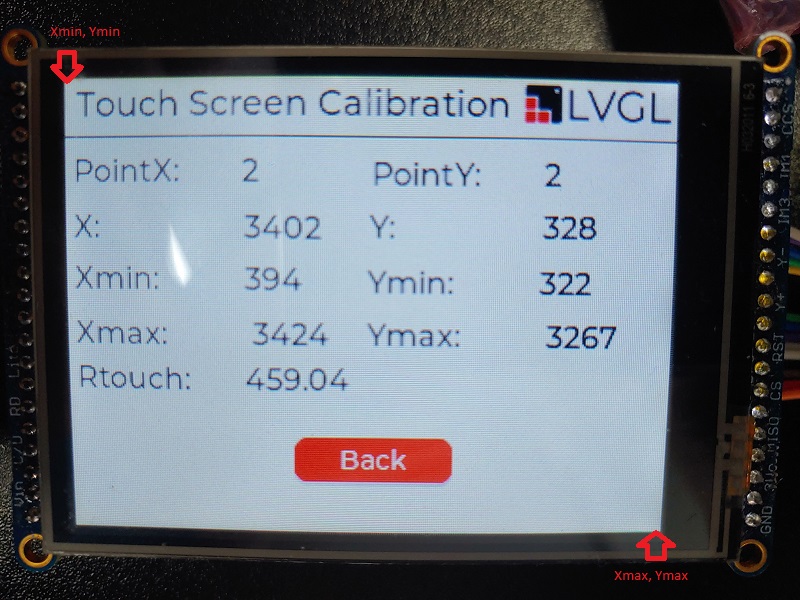 Xmin, Ymin
Touch Screen Calibration LVGL
PointX: 2 PointY: 2
X: 3402 Y: 328
Xmin: 394 Ymin: 322
Xmax: 3424 Ymax: 3267
Rtouch: 459.04
Back
Xmax, Ymax
GND
3Vo
MISO
CS
RST
Y+
Y-
IM3
IM1
CCS
Vin
RD
Lite